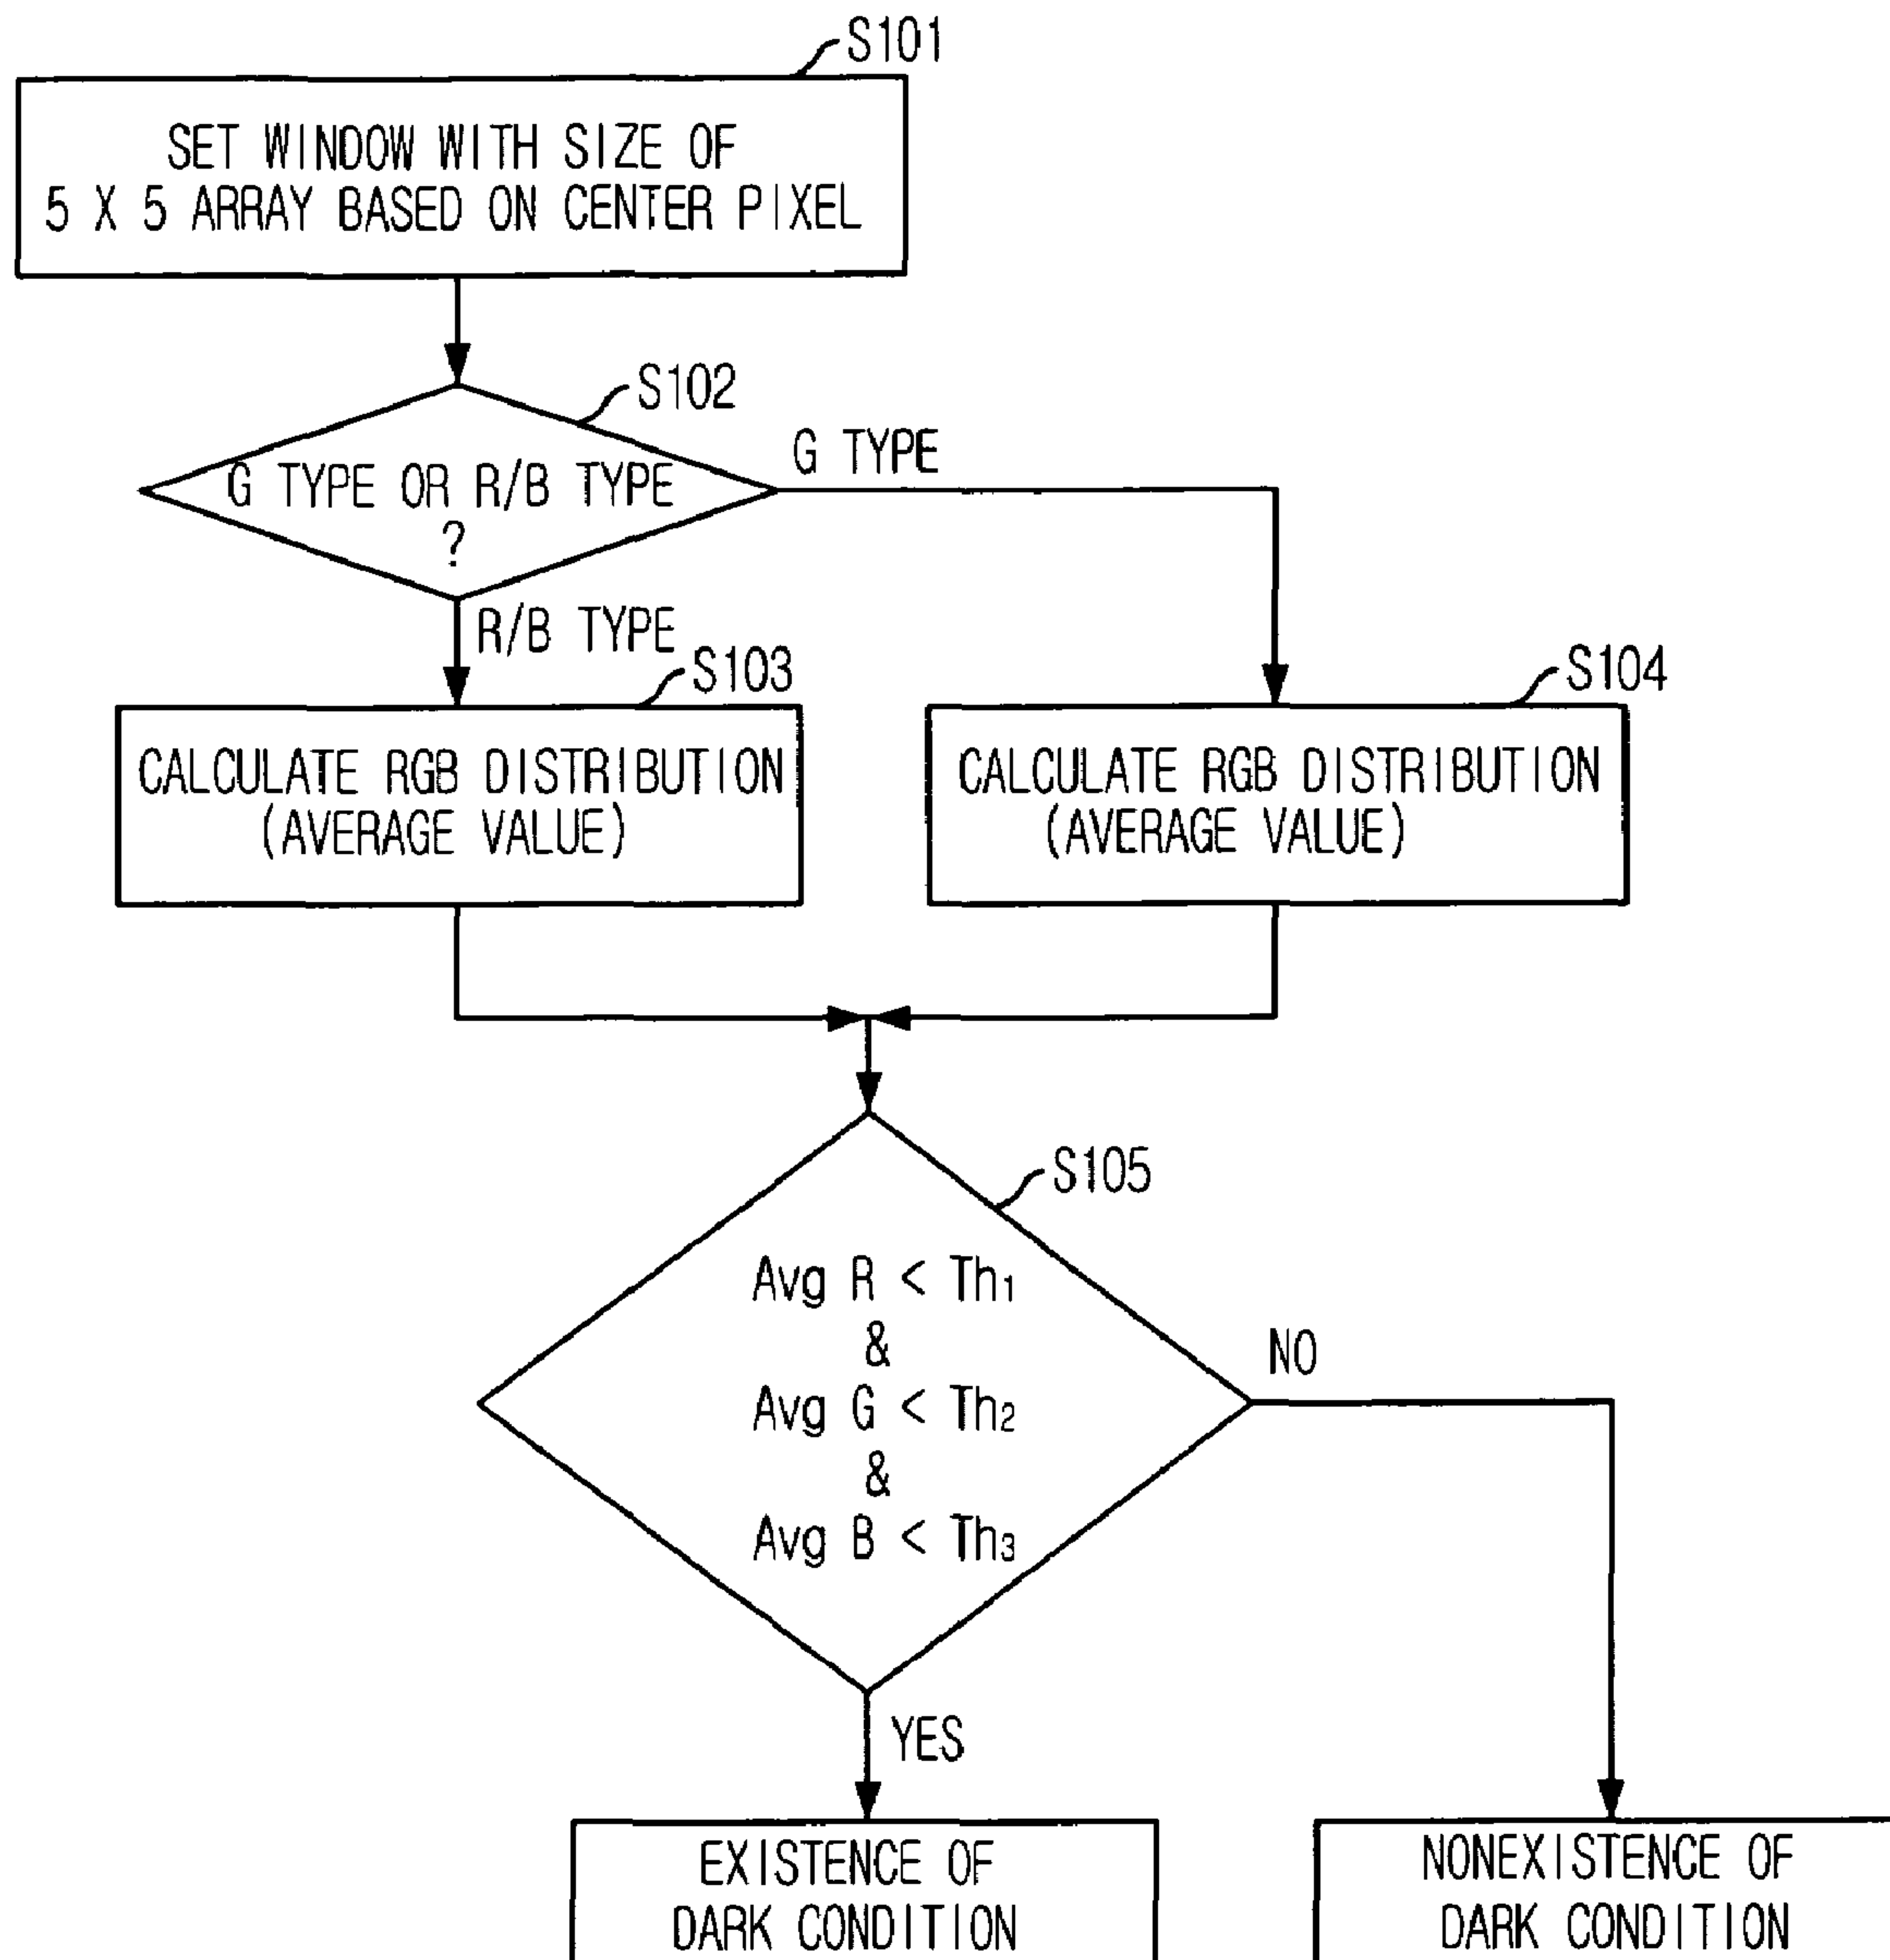 S101
SET WINDOW WITH SIZE OF
5 X 5 ARRAY BASED ON CENTER PIXEL
S102
G TYPE OR R/B TYPE
?
G TYPE
R/B TYPE
S103
CALCULATE RGB DISTRIBUTION
(AVERAGE VALUE)
S104
CALCULATE RGB DISTRIBUTION
(AVERAGE VALUE)
S105
Avg R < Th₁
&
Avg G < Th₂
&
Avg B < Th₃
NO
YES
EXISTENCE OF
DARK CONDITION
NONEXISTENCE OF
DARK CONDITION